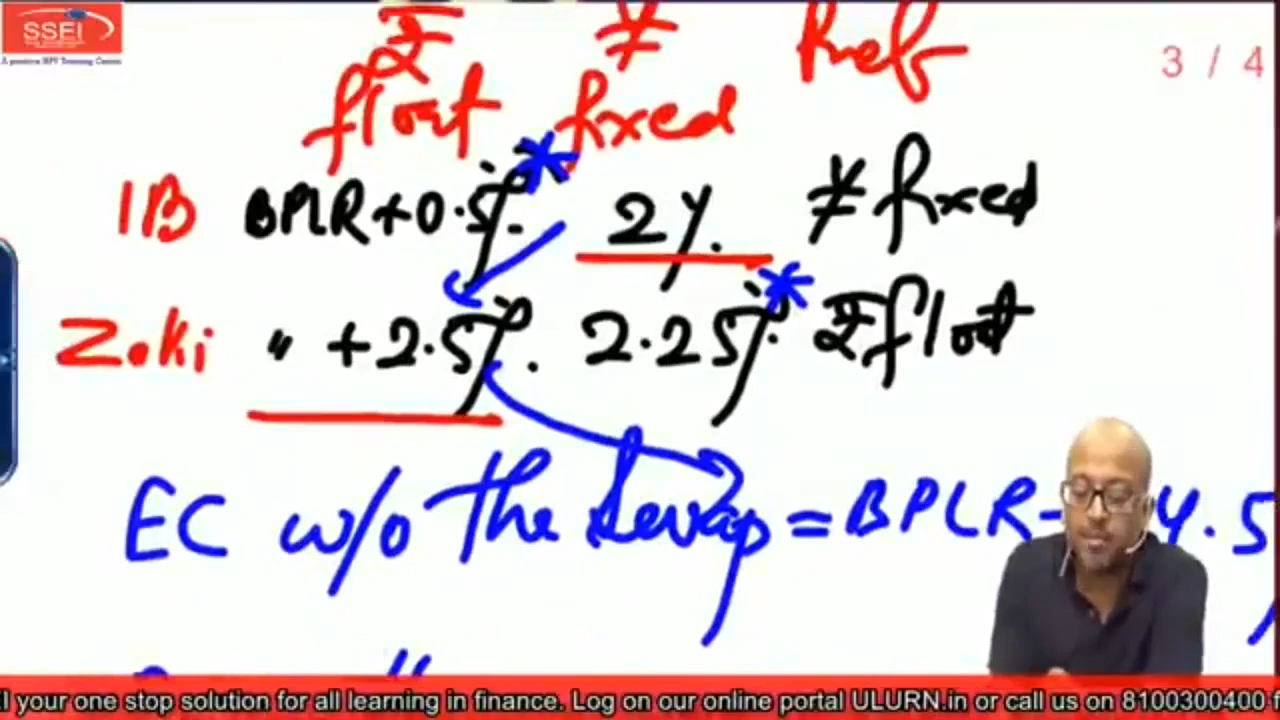 SSEI
3 / 4
₹ ¥ Pref
float fixed
IB BPLR+0.5% * 2% ¥ fixed
Zaki " +2.5% 2.25% * ₹ float
EC w/o the swap = BPLR+ 4.5
I your one stop solution for all learning in finance. Log on our online portal ULURN.in or call us on 8100300400 f